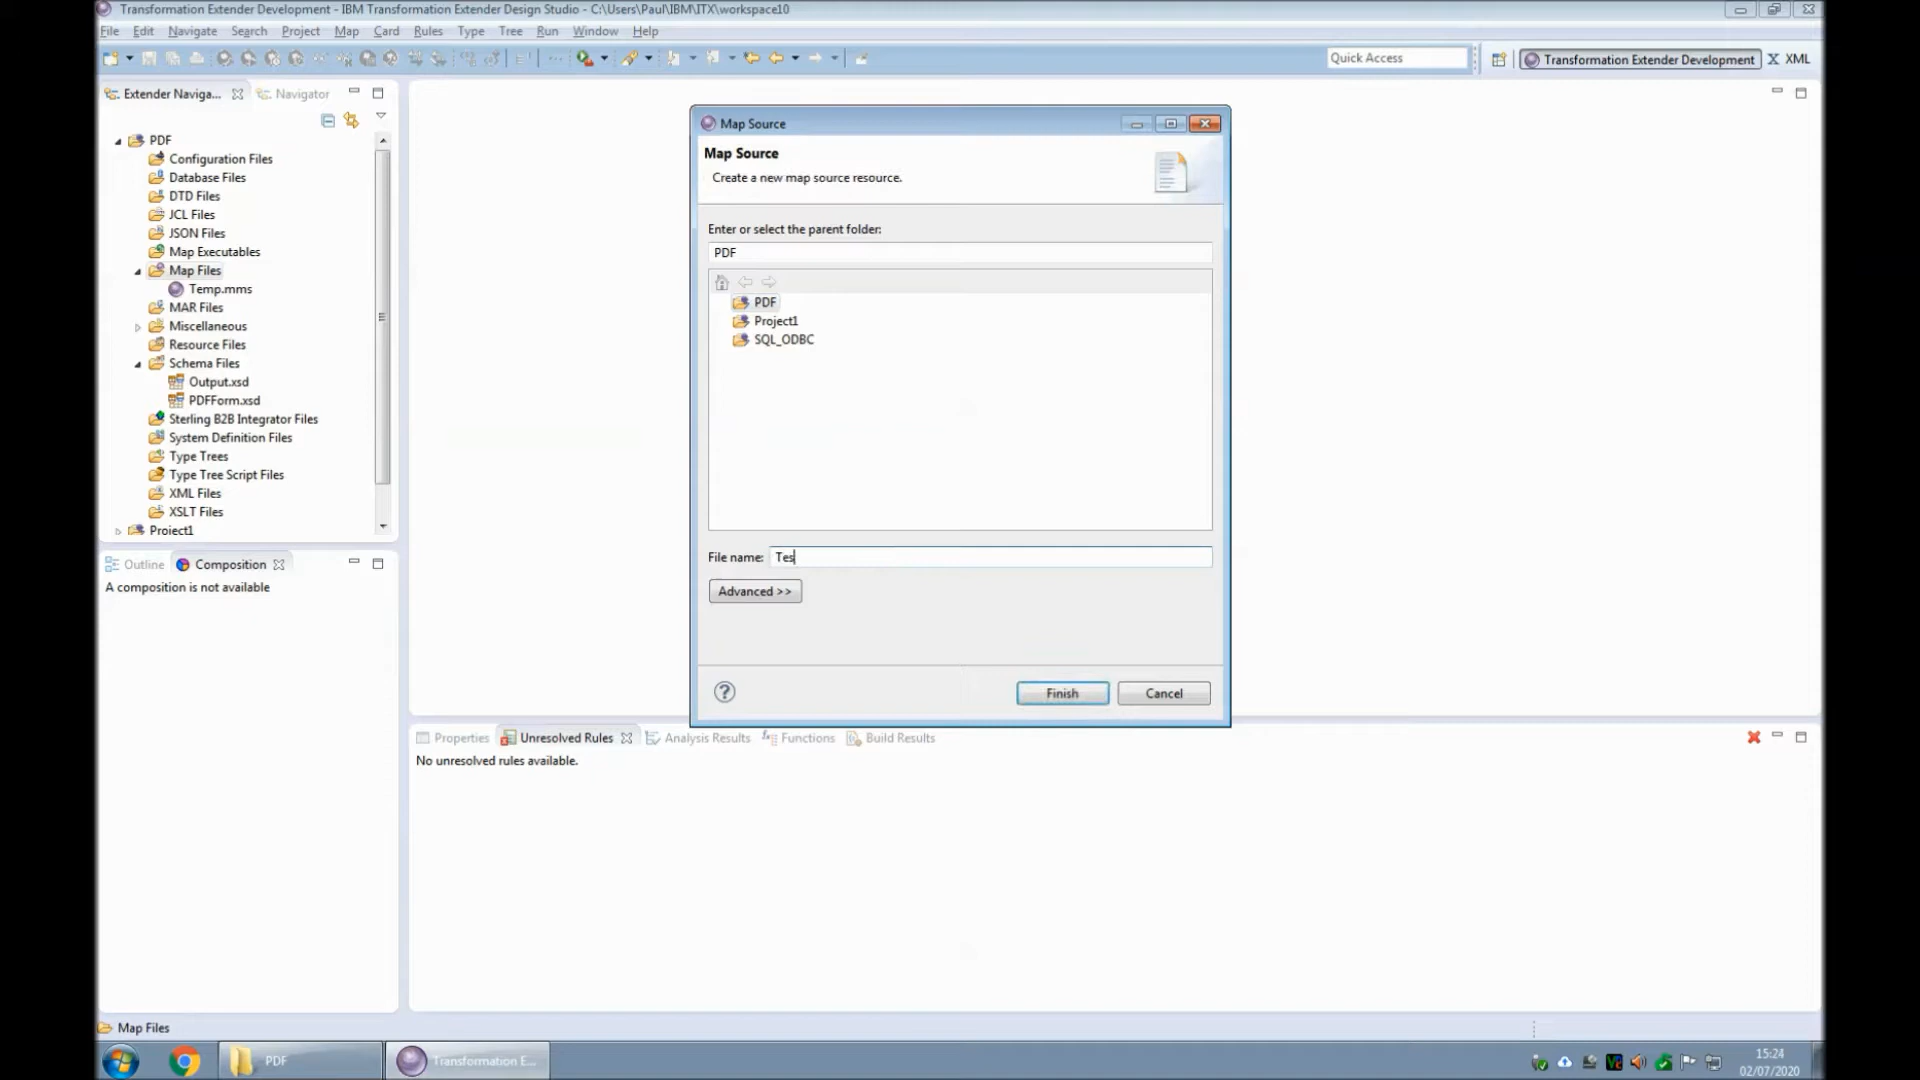 Transformation Extender Development - IBM Transformation Extender Design Studio - C:\Users\Paul\IBM\ITX\workspace10
File Edit Navigate Search Project Map Card Rules Type Tree Run Window Help
Quick Access
Transformation Extender Development
XML
Extender Naviga...
Navigator
PDF
Configuration Files
Database Files
DTD Files
JCL Files
JSON Files
Map Executables
Map Files
Temp.mms
MAR Files
Miscellaneous
Resource Files
Schema Files
Output.xsd
PDFForm.xsd
Sterling B2B Integrator Files
System Definition Files
Type Trees
Type Tree Script Files
XML Files
XSLT Files
Project1
Outline
Composition
A composition is not available
Map Source
Map Source
Create a new map source resource.
Enter or select the parent folder:
PDF
PDF
Project1
SQL_ODBC
File name: Tes
Advanced >>
Finish
Cancel
Properties
Unresolved Rules
Analysis Results
Functions
Build Results
No unresolved rules available.
Map Files
PDF
Transformation E...
15:24
02/07/2020